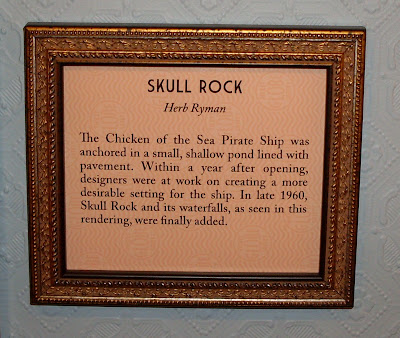 SKULL ROCK
Herb Ryman
The Chicken of the Sea Pirate Ship was
anchored in a small, shallow pond lined with
pavement. Within a year after opening,
designers were at work on creating a more
desirable setting for the ship. In late 1960,
Skull Rock and its waterfalls, as seen in this
rendering, were finally added.